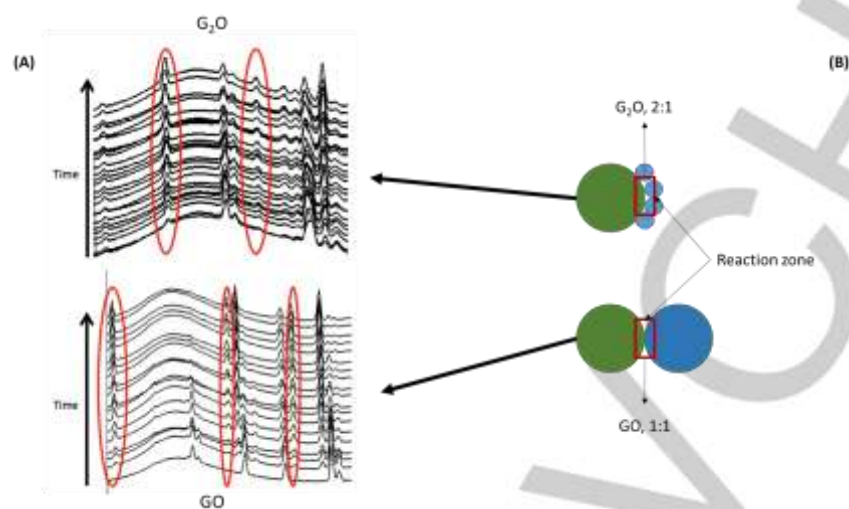 G₂O
(A)
(B)
G₂O, 2:1
Time
Reaction zone
Time
GO, 1:1
GO